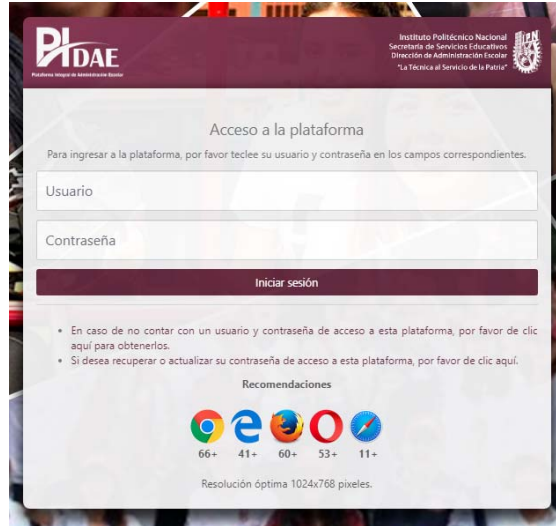 PIDAE
Plataforma Integral de Administración Escolar
Instituto Politécnico Nacional
Secretaría de Servicios Educativos
Dirección de Administración Escolar
"La Técnica al Servicio de la Patria"
IPN
Acceso a la plataforma
Para ingresar a la plataforma, por favor teclee su usuario y contraseña en los campos correspondientes.
Usuario
Contraseña
Iniciar sesión
• En caso de no contar con un usuario y contraseña de acceso a esta plataforma, por favor de clic
aquí para obtenerlos.
• Si desea recuperar o actualizar su contraseña de acceso a esta plataforma, por favor de clic aquí.
Recomendaciones
66+ 41+ 60+ 53+ 11+
Resolución óptima 1024x768 pixeles.